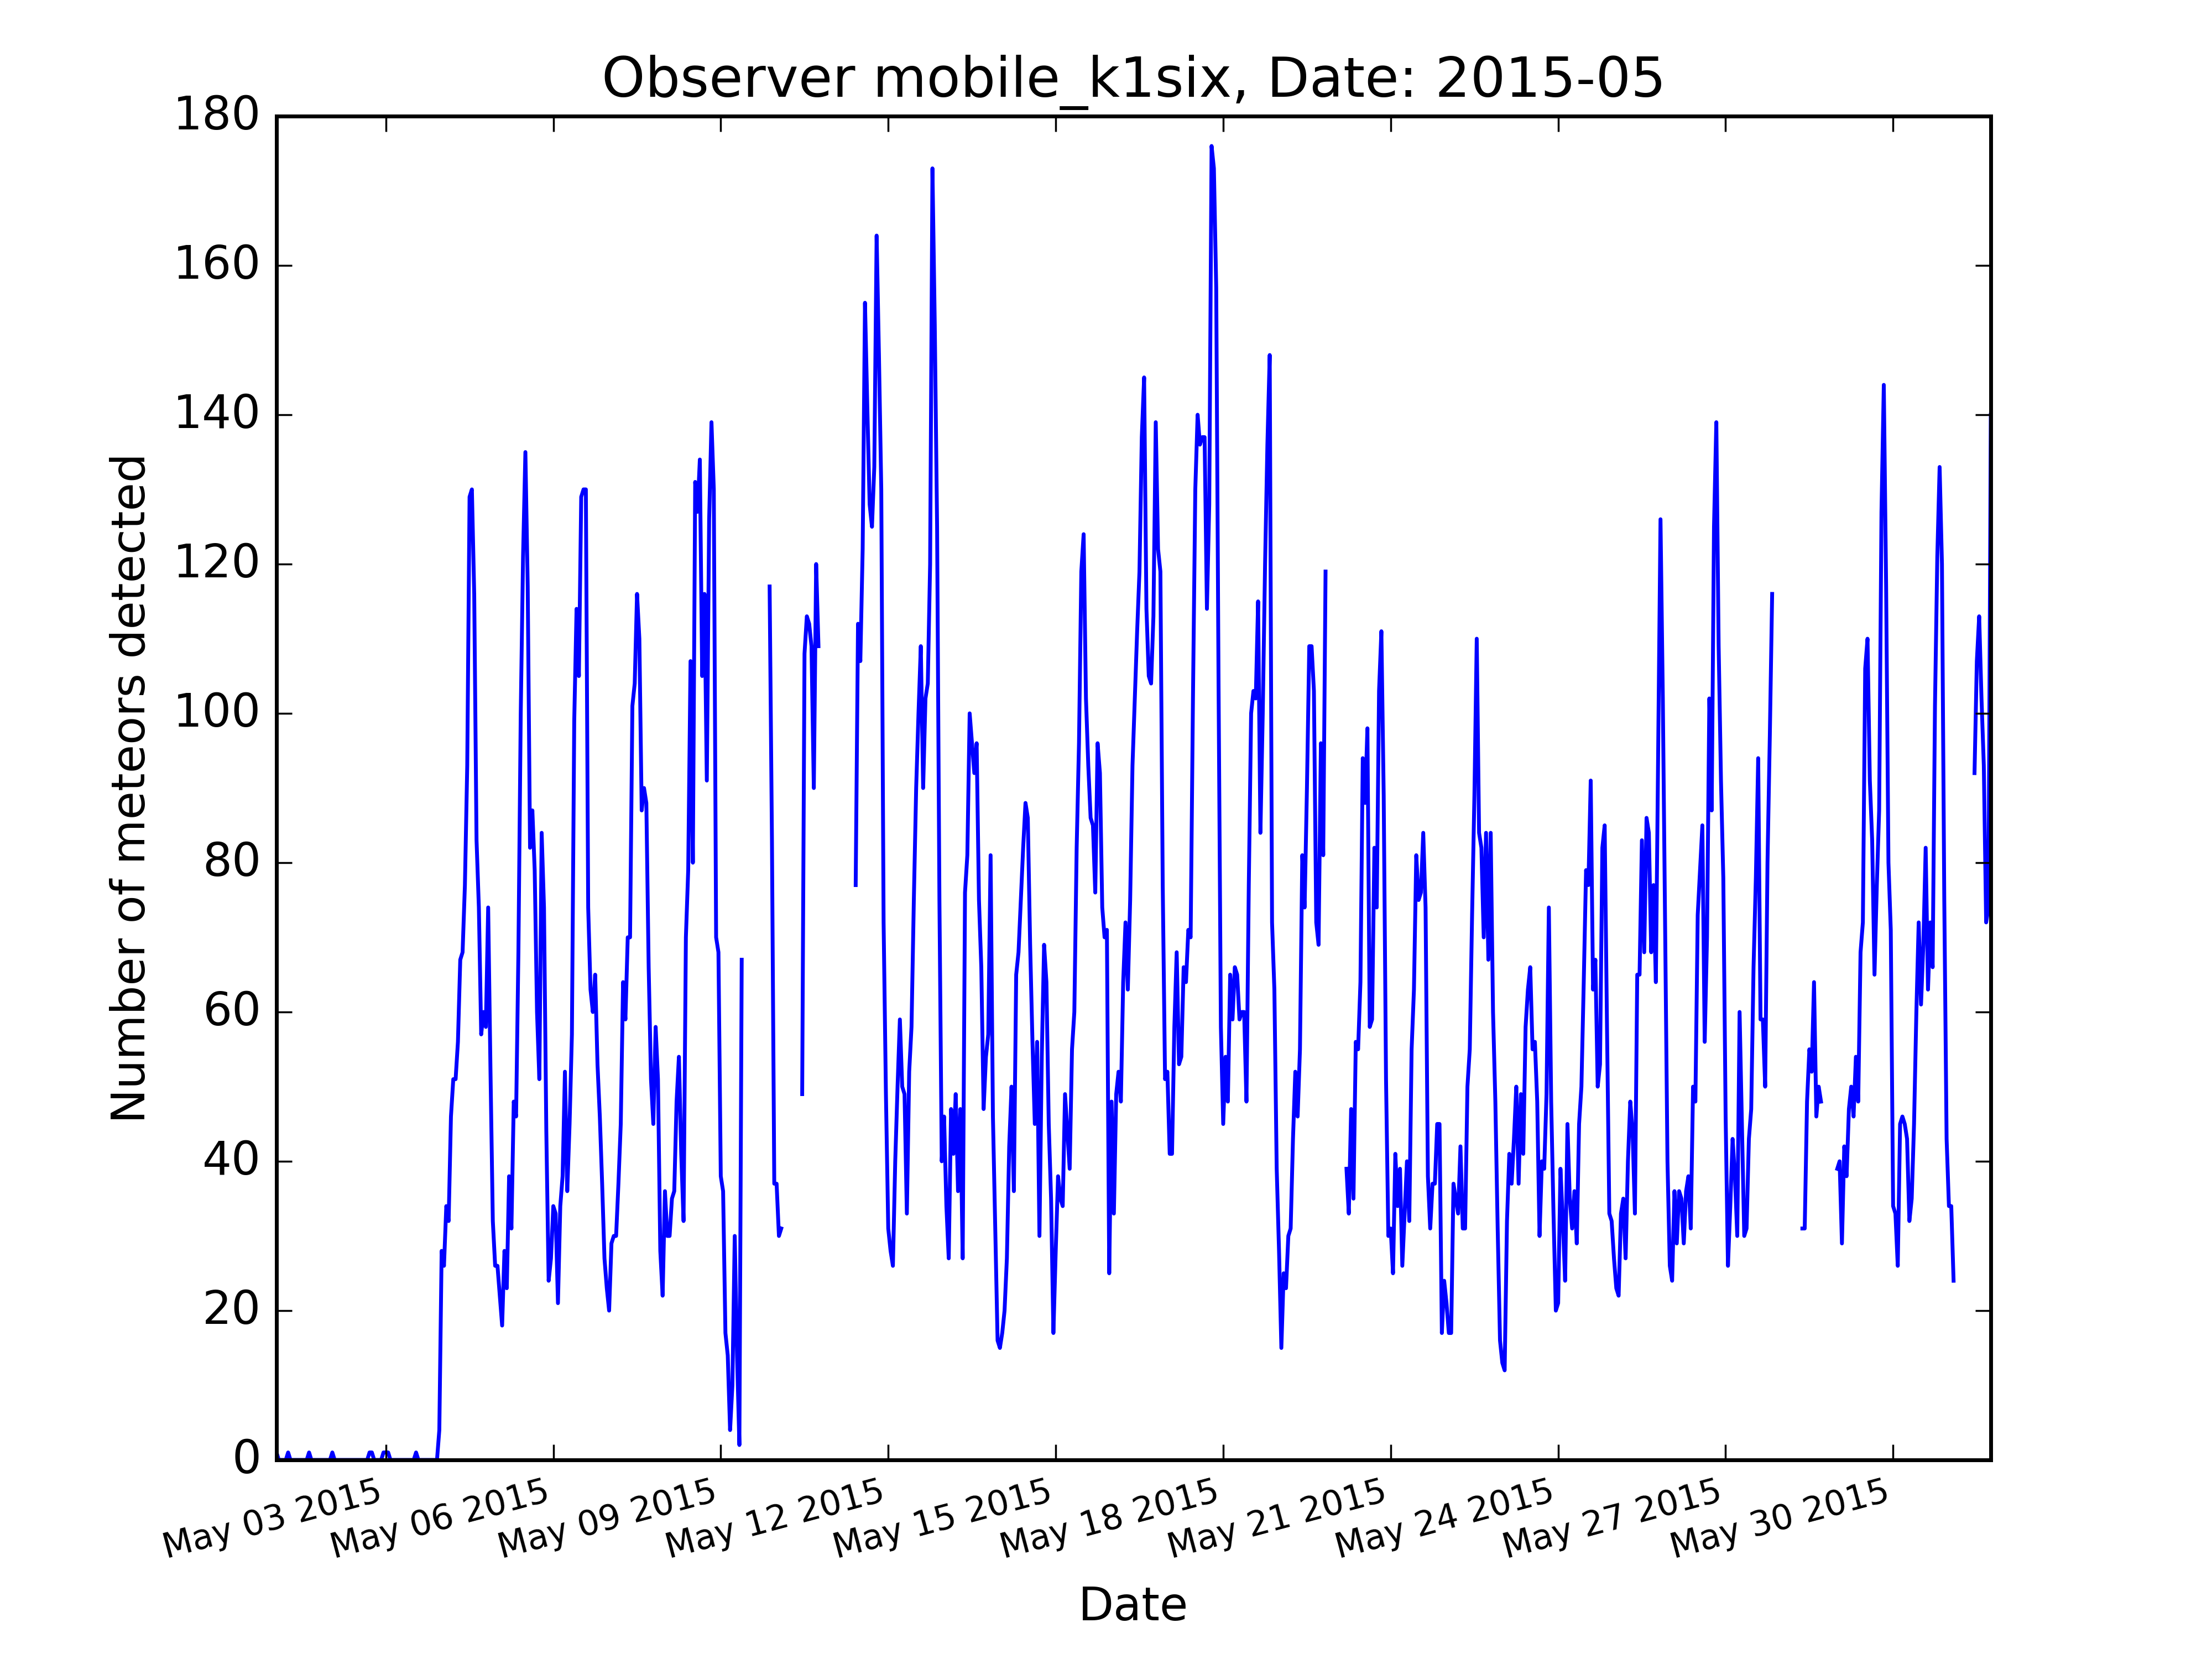 Observer mobile_k1six, Date: 2015-05
Number of meteors detected
180
160
140
120
100
80
60
40
20
0
May 03 2015
May 06 2015
May 09 2015
May 12 2015
May 15 2015
May 18 2015
May 21 2015
May 24 2015
May 27 2015
May 30 2015
Date